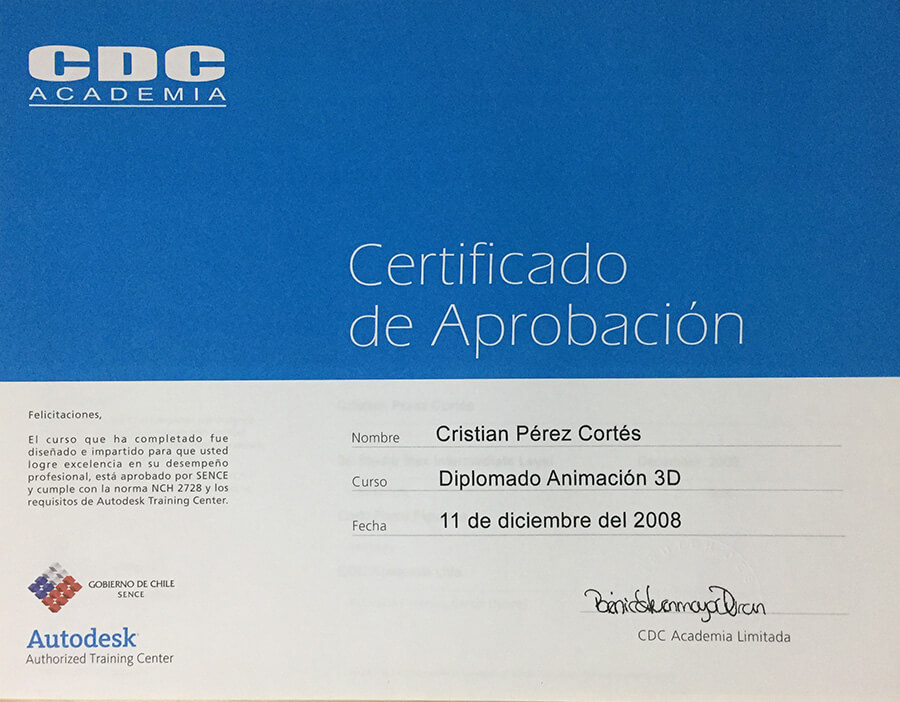 CDC
ACADEMIA
Certificado
de Aprobación
Felicitaciones,
El curso que ha completado fue
diseñado e impartido para que usted
logre excelencia en su desempeño
profesional, está aprobado por SENCE
y cumple con la norma NCH 2728 y los
requisitos de Autodesk Training Center.
Nombre Cristian Pérez Cortés
Curso Diplomado Animación 3D
Fecha 11 de diciembre del 2008
GOBIERNO DE CHILE
SENCE
Autodesk
Authorized Training Center
CDC Academia Limitada